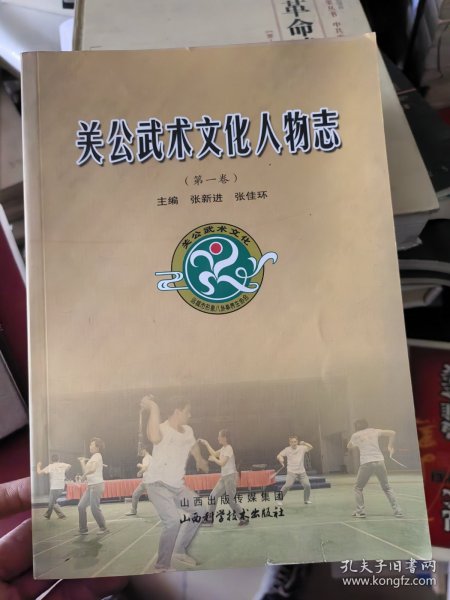 革命
关公武术文化人物志
（第一卷）
主编 张新进 张佳环
关公武术文化
山西出版传媒集团
山西科学技术出版社
孔夫子旧书网
www.kongfz.com